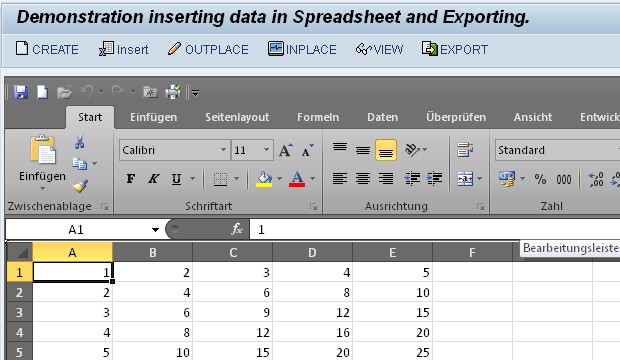 Demonstration inserting data in Spreadsheet and Exporting.
CREATE Insert OUTPLACE INPLACE VIEW EXPORT
Start Einfügen Seitenlayout Formeln Daten Überprüfen Ansicht Entwick
Calibri 11 A A Standard
Einfügen F K U A % 000 ,00
Zwischenablage Schriftart Ausrichtung Zahl
A1 fx 1
Bearbeitungsleiste
A B C D E F
1 1 2 3 4 5
2 2 4 6 8 10
3 3 6 9 12 15
4 4 8 12 16 20
5 5 10 15 20 25